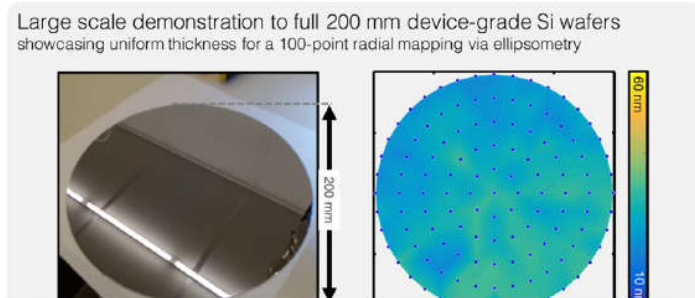 Large scale demonstration to full 200 mm device-grade Si wafers
showcasing uniform thickness for a 100-point radial mapping via ellipsometry
200 mm
60 nm
10 n